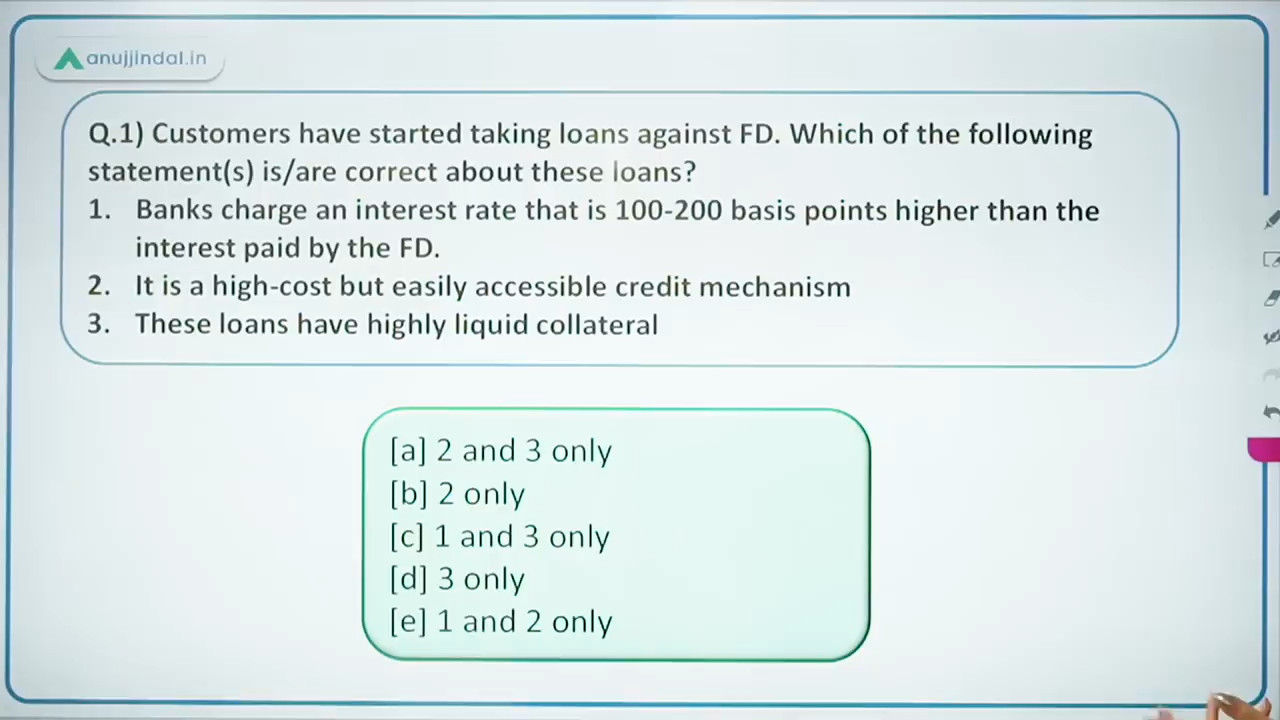 anujjindal.in
Q.1) Customers have started taking loans against FD. Which of the following
statement(s) is/are correct about these loans?
1. Banks charge an interest rate that is 100-200 basis points higher than the
interest paid by the FD.
2. It is a high-cost but easily accessible credit mechanism
3. These loans have highly liquid collateral
[a] 2 and 3 only
[b] 2 only
[c] 1 and 3 only
[d] 3 only
[e] 1 and 2 only